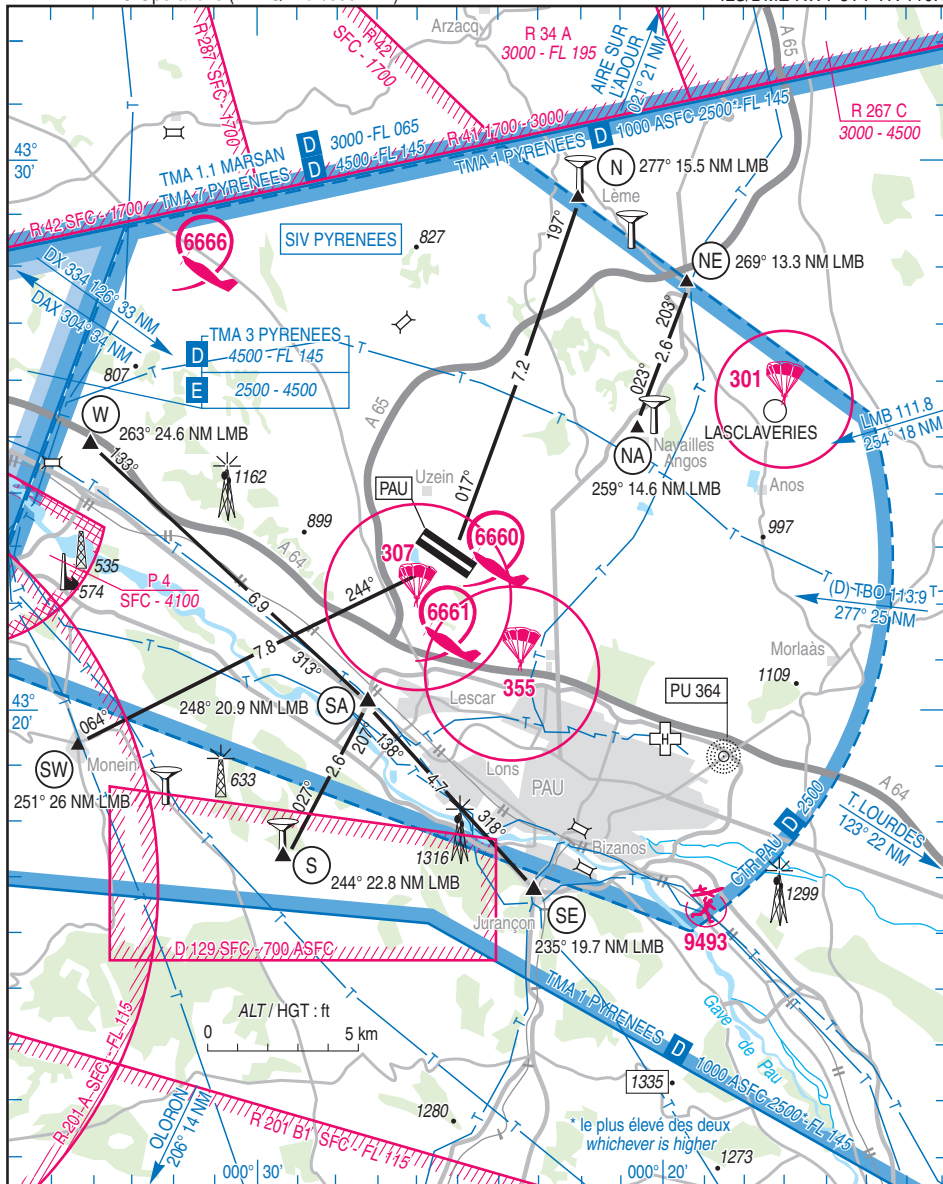 Arzacq
R 287 SFC - 1700
R 42
SFC - 1700
R 34 A
3000 - FL 195
AIRE SUR
L'ADOUR
021° 21 NM
A 65
R 267 C
3000 - 4500
43°
30'
TMA 1.1 MARSAN D 3000 -FL 065
TMA 7 PYRENEES D 4500 -FL 145
R 41 1700 - 3000
TMA 1 PYRENEES D 1000 ASFC 2500*-FL 145
R 42 SFC - 1700
N
277° 15.5 NM LMB
Lème
197°
6666
SIV PYRENEES
827
NE
269° 13.3 NM LMB
DX 334 126° 33 NM
DAX 304° 34 NM
TMA 3 PYRENEES
D 4500 - FL 145
E 2500 - 4500
807
7.2
203°
2.6
023°
301
LASCLAVERIES
LMB 111.8
254° 18 NM
W
263° 24.6 NM LMB
133°
A 65
NA
Navailles
Angos
259° 14.6 NM LMB
1162
Uzein
017°
PAU
Anos
899
6660
307
997
A 64
535
574
P 4
SFC - 4100
244°
6661
(D) TBO 113.9
277° 25 NM
6.9
7.8
313°
Morlaàs
355
1109
PU 364
43°
20'
248° 20.9 NM LMB
SA
Lescar
064°
207°
138°
SW
Monein
251° 26 NM LMB
633
2.6
027°
4.7
Lons
PAU
A 64
318°
D 2500
CTR PAU
T. LOURDES
123° 22 NM
1316
Bizanos
S
244° 22.8 NM LMB
1299
SE
Jurançon
235° 19.7 NM LMB
9493
D 129 SFC - 700 ASFC
TMA 1 PYRENEES D 1000 ASFC 2500*-FL 145
Gave de Pau
ALT / HGT : ft
0 5 km
R 201 A SFC - FL 115
1335
OLORON
206° 14 NM
R 201 B1 SFC - FL 115
1280
* le plus élevé des deux
whichever is higher
1273
000° 30'
000° 20'